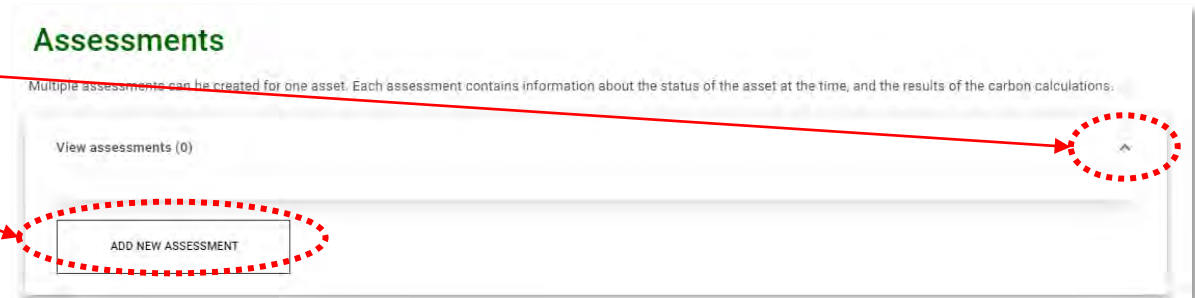 Assessments
Multiple assessments can be created for one asset. Each assessment contains information about the status of the asset at the time, and the results of the carbon calculations.
View assessments (0)
ADD NEW ASSESSMENT